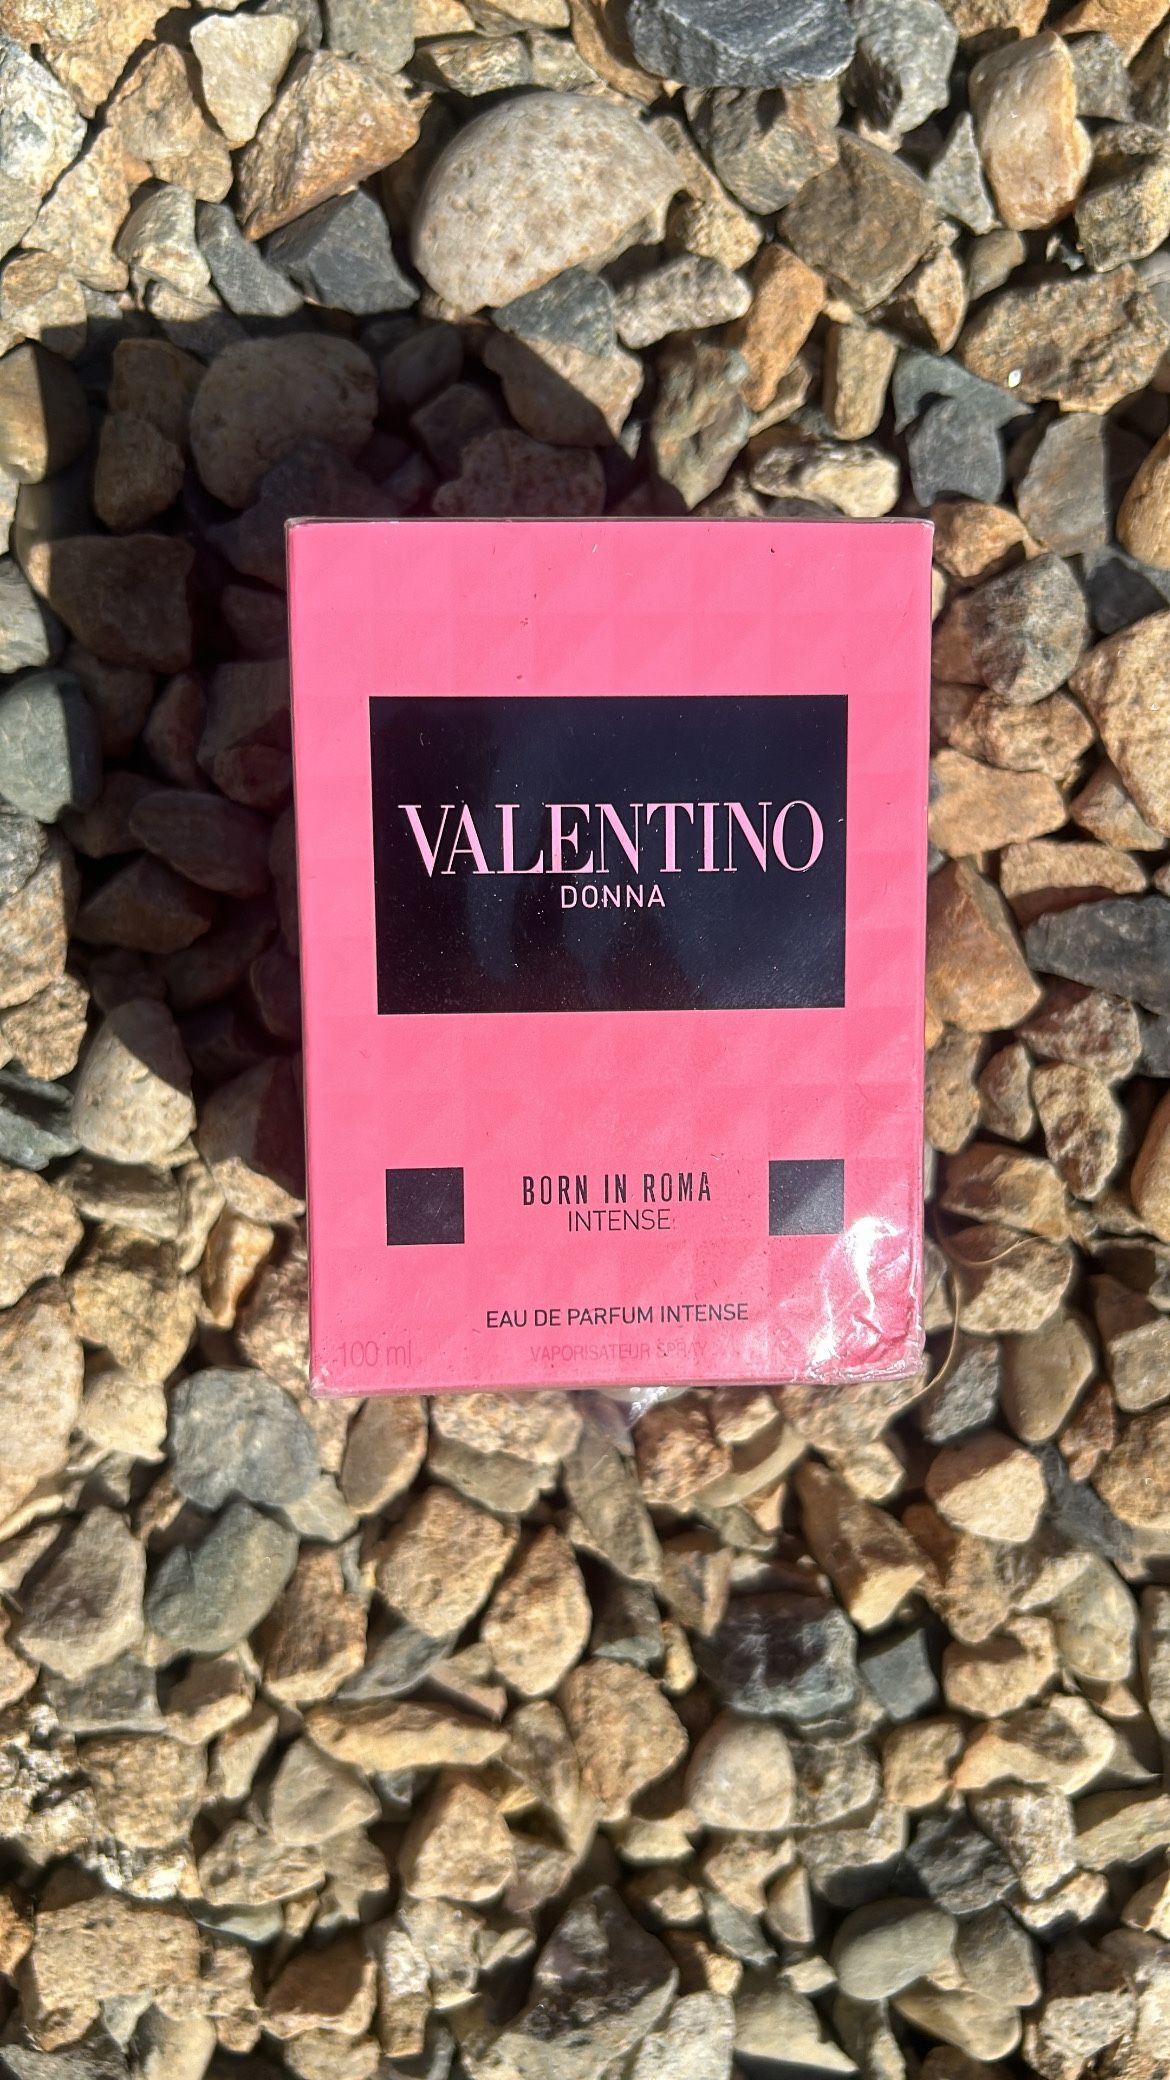 VALENTINO
DONNA
BORN IN ROMA
INTENSE
EAU DE PARFUM INTENSE
100 ml
VAPORISATEUR SPRAY